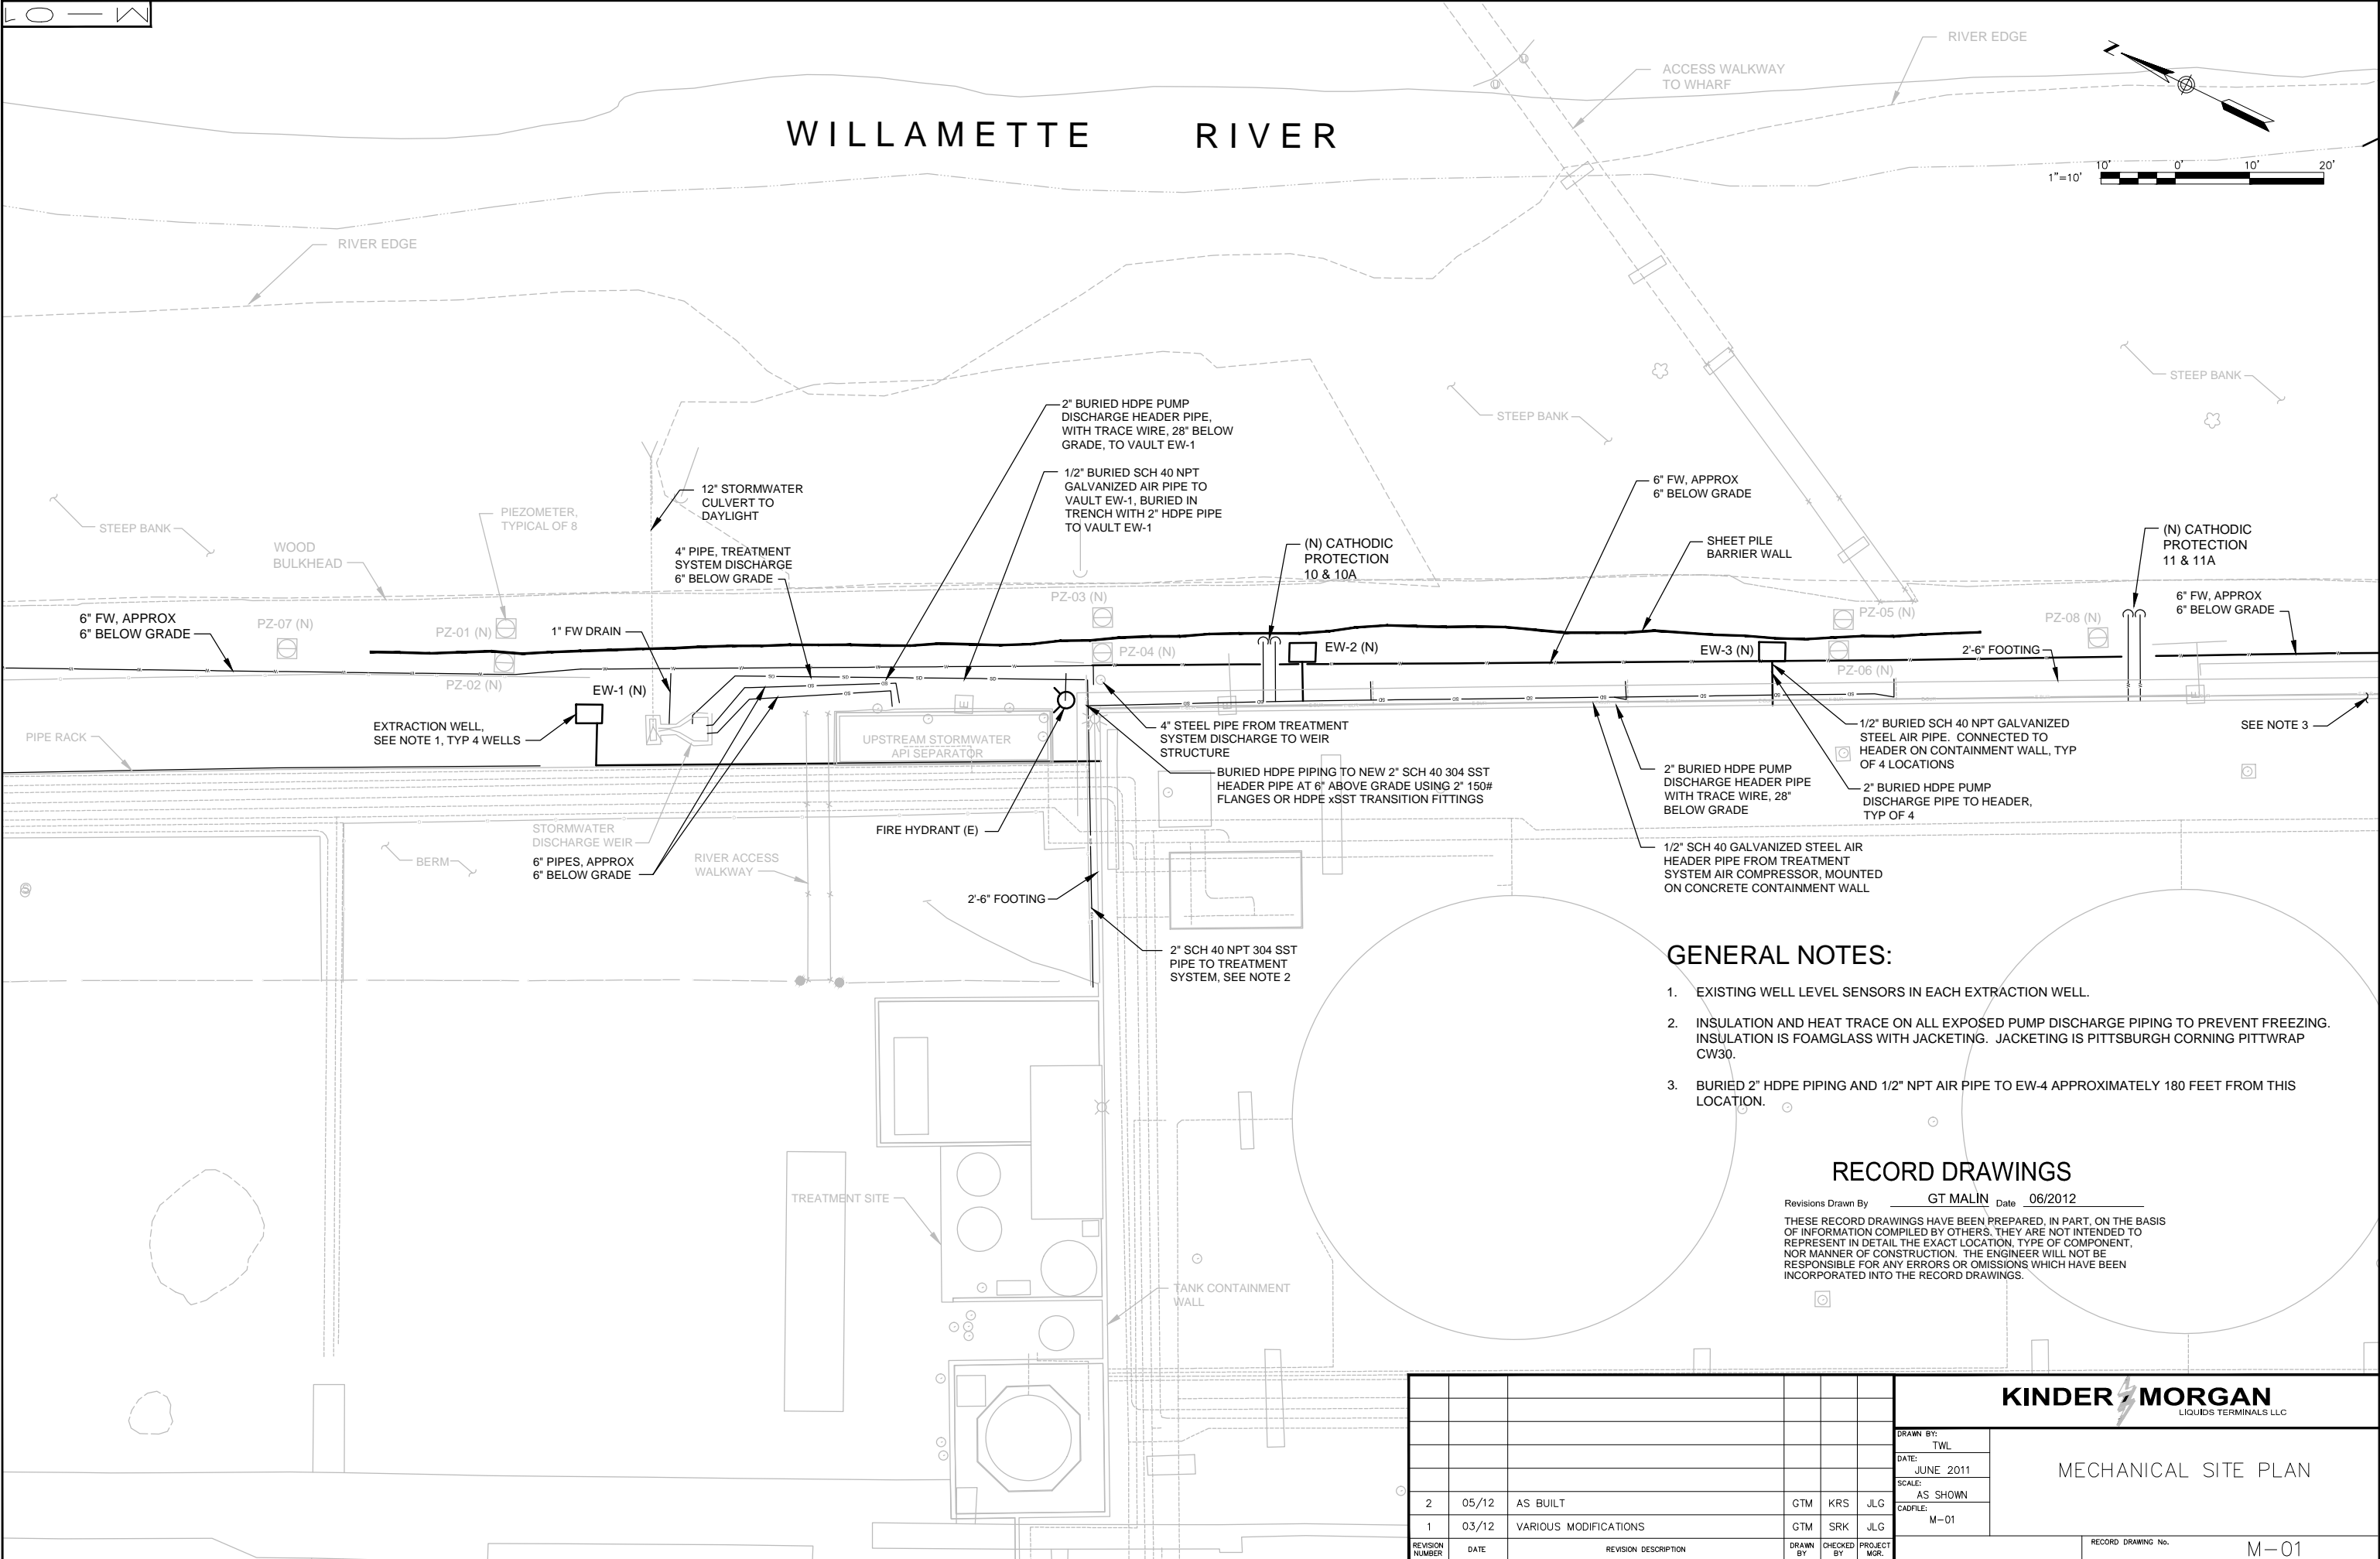 M-01
RIVER EDGE
ACCESS WALKWAY
TO WHARF
N
WILLAMETTE RIVER
1"=10'
10' 0' 10' 20'
RIVER EDGE
STEEP BANK
STEEP BANK
2" BURIED HDPE PUMP
DISCHARGE HEADER PIPE,
WITH TRACE WIRE, 28" BELOW
GRADE, TO VAULT EW-1
1/2" BURIED SCH 40 NPT
GALVANIZED AIR PIPE TO
VAULT EW-1, BURIED IN
TRENCH WITH 2" HDPE PIPE
TO VAULT EW-1
12" STORMWATER
CULVERT TO
DAYLIGHT
6" FW, APPROX
6" BELOW GRADE
PIEZOMETER,
TYPICAL OF 8
STEEP BANK
WOOD
BULKHEAD
4" PIPE, TREATMENT
SYSTEM DISCHARGE
6" BELOW GRADE
(N) CATHODIC
PROTECTION
10 & 10A
SHEET PILE
BARRIER WALL
(N) CATHODIC
PROTECTION
11 & 11A
6" FW, APPROX
6" BELOW GRADE
6" FW, APPROX
6" BELOW GRADE
PZ-07 (N)
PZ-01 (N)
1" FW DRAIN
PZ-03 (N)
PZ-05 (N)
PZ-08 (N)
PZ-04 (N)
EW-2 (N)
EW-3 (N)
2'-6" FOOTING
PZ-06 (N)
PZ-02 (N)
EW-1 (N)
EXTRACTION WELL,
SEE NOTE 1, TYP 4 WELLS
PIPE RACK
UPSTREAM STORMWATER
API SEPARATOR
4" STEEL PIPE FROM TREATMENT
SYSTEM DISCHARGE TO WEIR
STRUCTURE
BURIED HDPE PIPING TO NEW 2" SCH 40 304 SST
HEADER PIPE AT 6" ABOVE GRADE USING 2" 150#
FLANGES OR HDPE xSST TRANSITION FITTINGS
1/2" BURIED SCH 40 NPT GALVANIZED
STEEL AIR PIPE. CONNECTED TO
HEADER ON CONTAINMENT WALL, TYP
OF 4 LOCATIONS
SEE NOTE 3
2" BURIED HDPE PUMP
DISCHARGE HEADER PIPE
WITH TRACE WIRE, 28"
BELOW GRADE
2" BURIED HDPE PUMP
DISCHARGE PIPE TO HEADER,
TYP OF 4
STORMWATER
DISCHARGE WEIR
FIRE HYDRANT (E)
BERM
6" PIPES, APPROX
6" BELOW GRADE
RIVER ACCESS
WALKWAY
1/2" SCH 40 GALVANIZED STEEL AIR
HEADER PIPE FROM TREATMENT
SYSTEM AIR COMPRESSOR, MOUNTED
ON CONCRETE CONTAINMENT WALL
2'-6" FOOTING
2" SCH 40 NPT 304 SST
PIPE TO TREATMENT
SYSTEM, SEE NOTE 2
GENERAL NOTES:
1. EXISTING WELL LEVEL SENSORS IN EACH EXTRACTION WELL.
2. INSULATION AND HEAT TRACE ON ALL EXPOSED PUMP DISCHARGE PIPING TO PREVENT FREEZING.
INSULATION IS FOAMGLASS WITH JACKETING. JACKETING IS PITTSBURGH CORNING PITTWRAP
CW30.
3. BURIED 2" HDPE PIPING AND 1/2" NPT AIR PIPE TO EW-4 APPROXIMATELY 180 FEET FROM THIS
LOCATION.
TREATMENT SITE
TANK CONTAINMENT
WALL
RECORD DRAWINGS
Revisions Drawn By GT MALIN Date 06/2012
THESE RECORD DRAWINGS HAVE BEEN PREPARED, IN PART, ON THE BASIS
OF INFORMATION COMPILED BY OTHERS. THEY ARE NOT INTENDED TO
REPRESENT IN DETAIL THE EXACT LOCATION, TYPE OF COMPONENT,
NOR MANNER OF CONSTRUCTION. THE ENGINEER WILL NOT BE
RESPONSIBLE FOR ANY ERRORS OR OMISSIONS WHICH HAVE BEEN
INCORPORATED INTO THE RECORD DRAWINGS.
2 05/12 AS BUILT GTM KRS JLG
1 03/12 VARIOUS MODIFICATIONS GTM SRK JLG
REVISION NUMBER DATE REVISION DESCRIPTION DRAWN BY CHECKED BY PROJECT MGR.
KINDER MORGAN
LIQUIDS TERMINALS LLC
DRAWN BY:
TWL
DATE:
JUNE 2011
SCALE:
AS SHOWN
CADFILE:
M-01
MECHANICAL SITE PLAN
RECORD DRAWING No. M-01